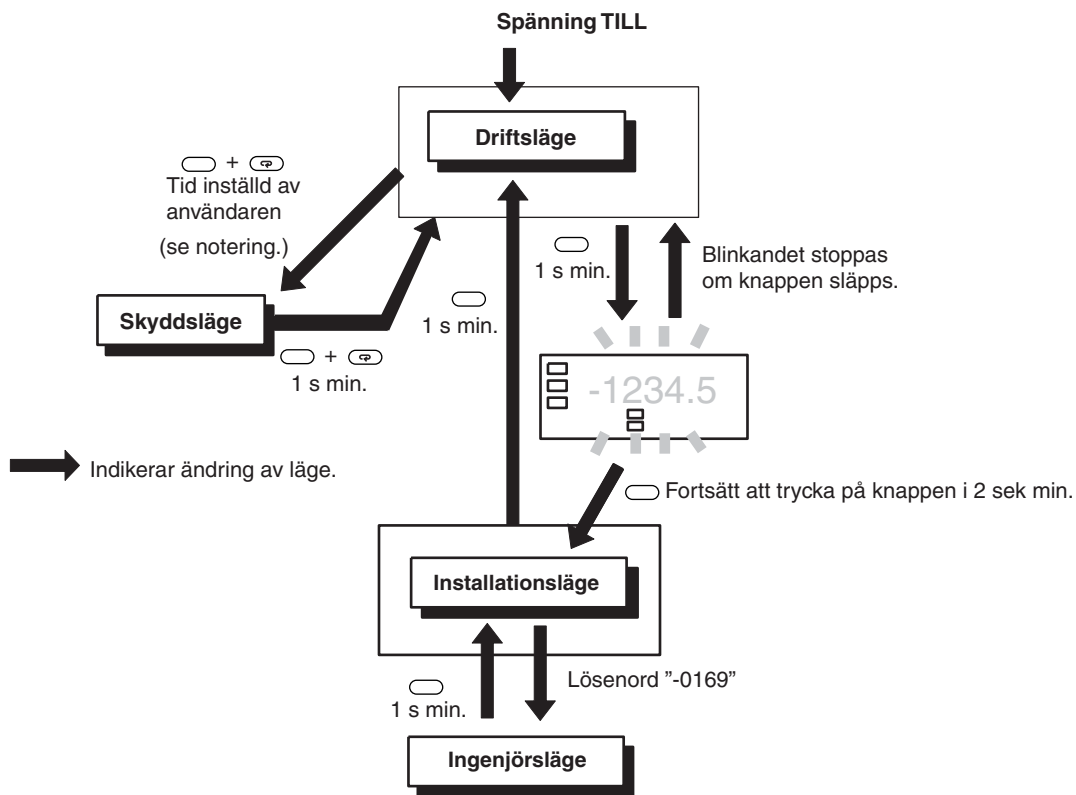 Spänning TILL
Driftsläge
+
Tid inställd av
användaren
(se notering.)
1 s min.
Blinkandet stoppas
om knappen släpps.
1 s min.
Skyddsläge
+
1 s min.
-1234.5
Indikerar ändring av läge.
Fortsätt att trycka på knappen i 2 sek min.
Installationsläge
Lösenord ”-0169”
1 s min.
Ingenjörsläge